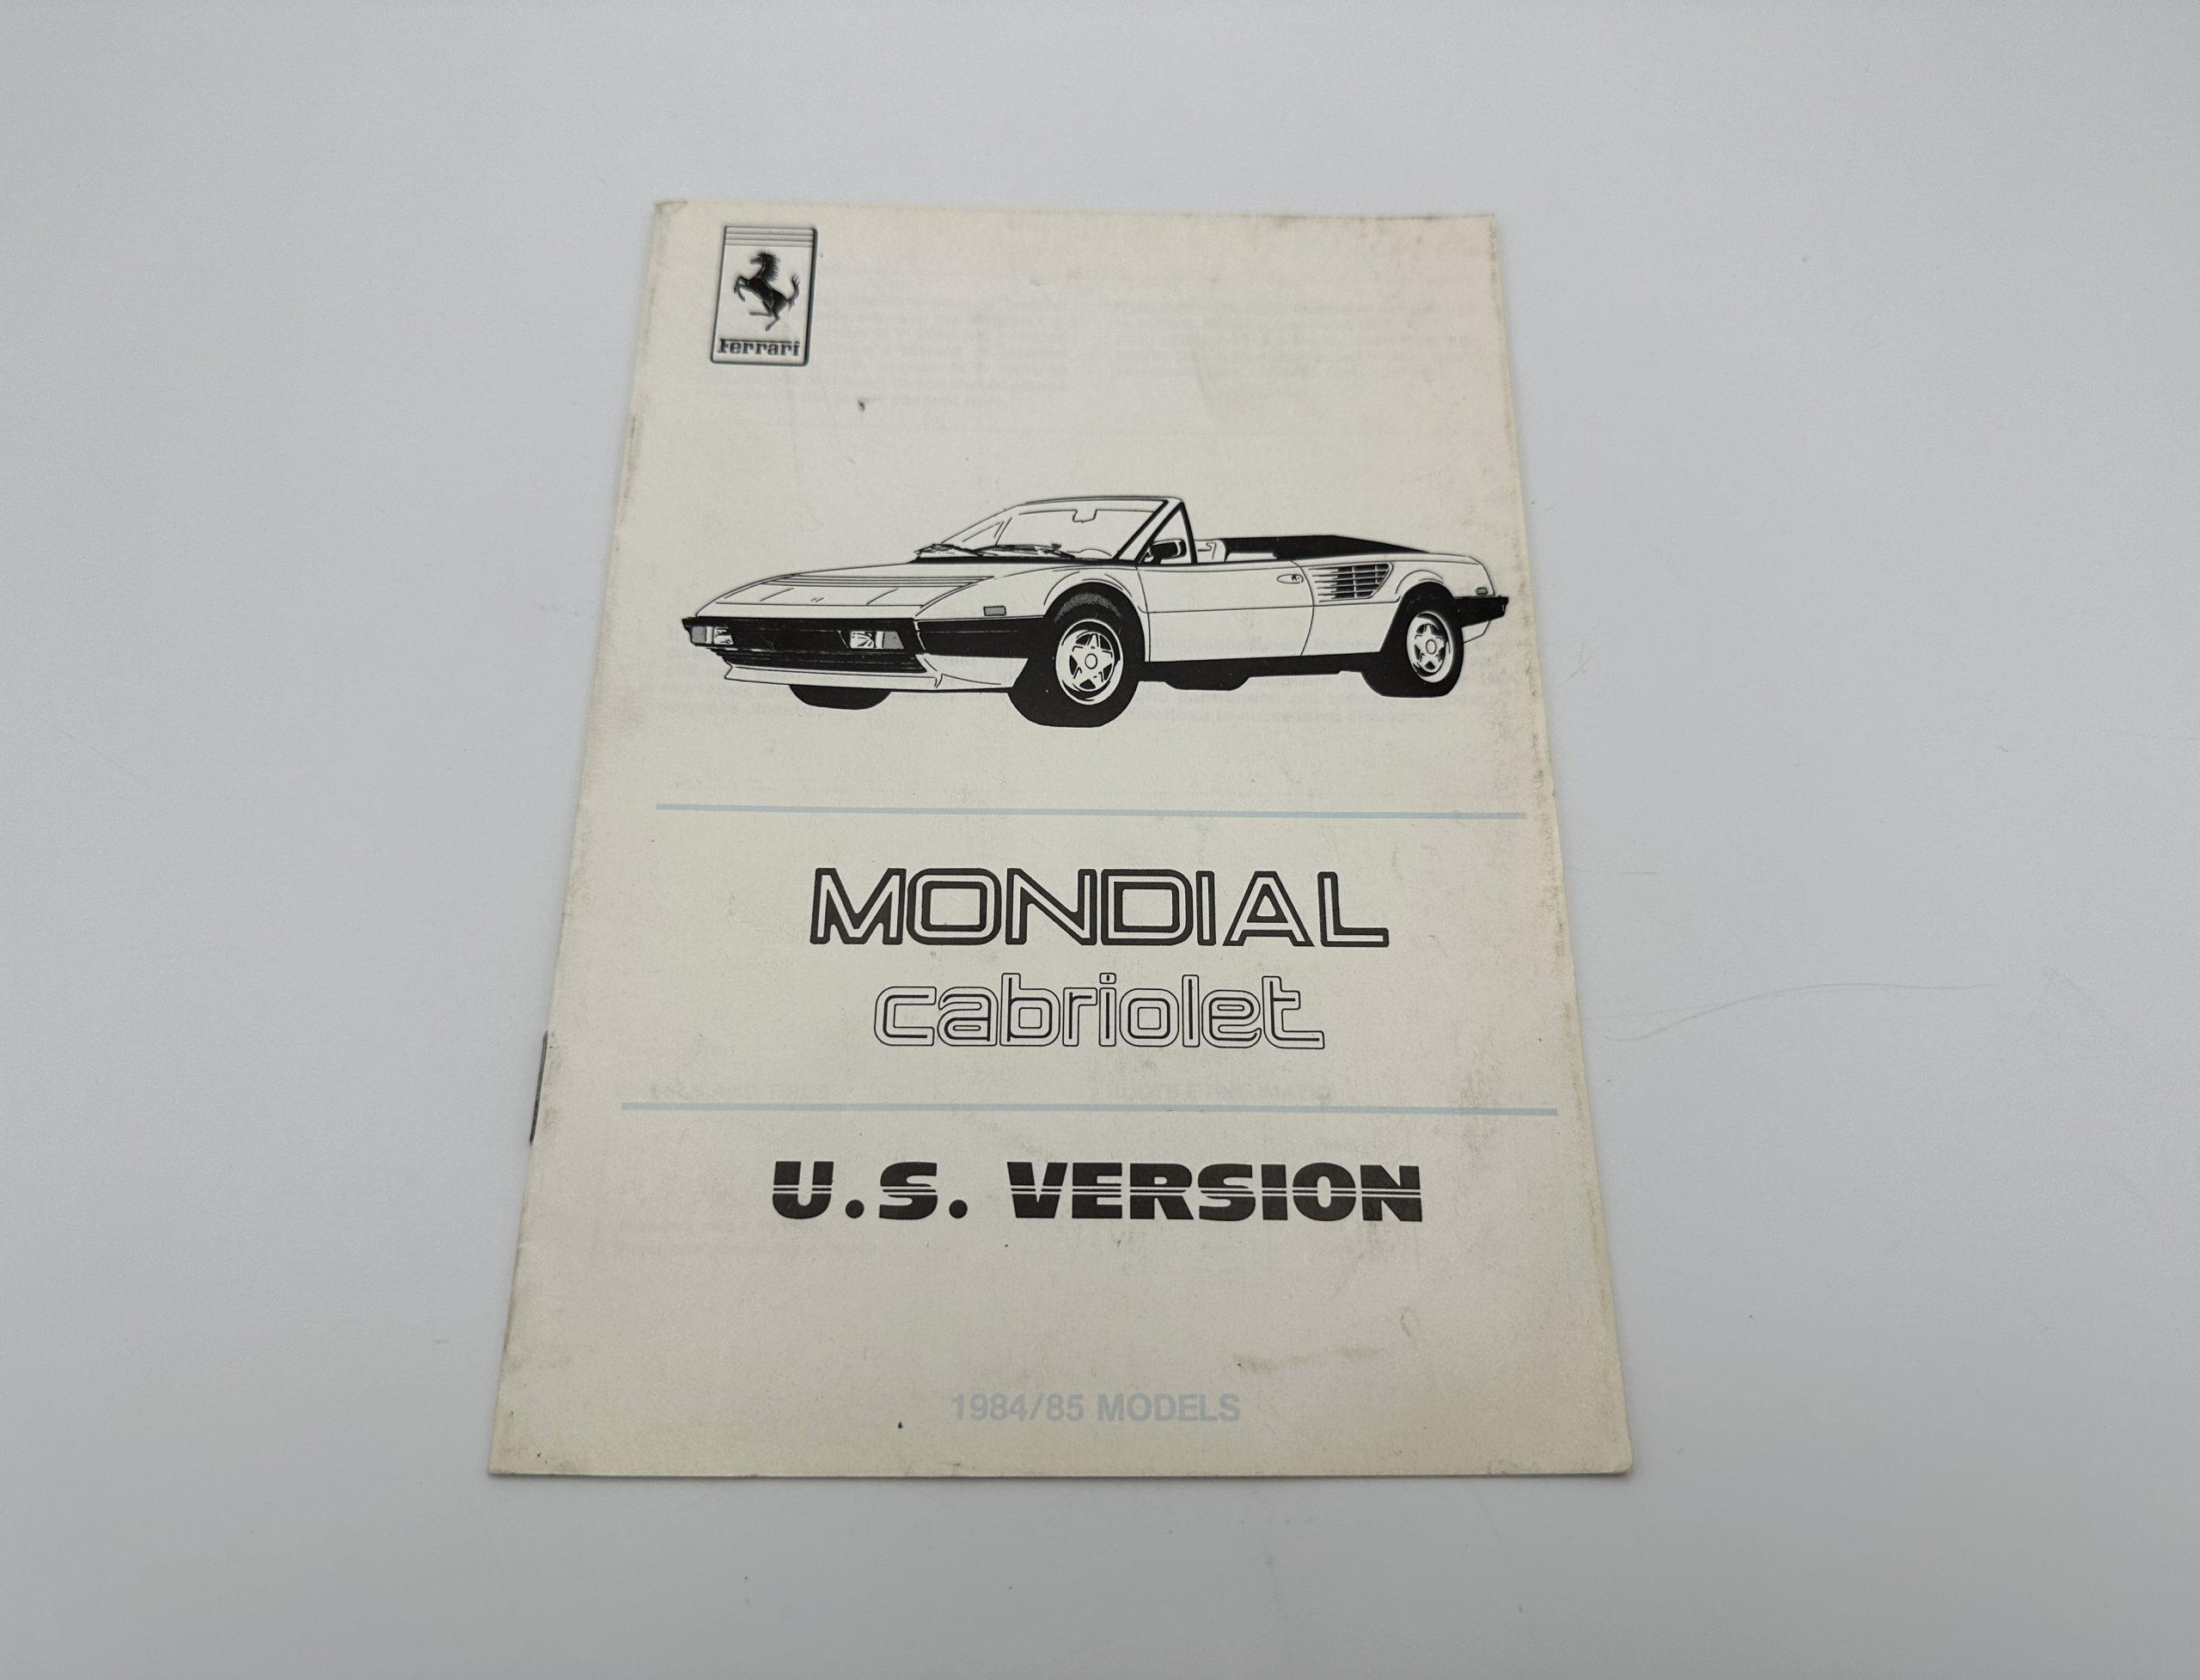 Ferrari
MONDIAL
cabriolet
U.S. VERSION
1984/85 MODELS